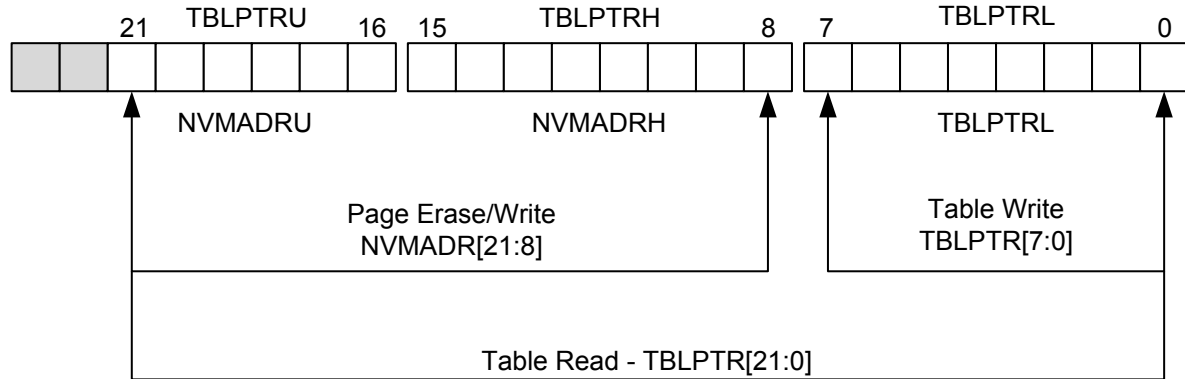 TBLPTRU TBLPTRH TBLPTRL
21 16 15 8 7 0
NVMADRU NVMADRH TBLPTRL
Page Erase/Write
NVMADR[21:8]
Table Write
TBLPTR[7:0]
Table Read - TBLPTR[21:0]